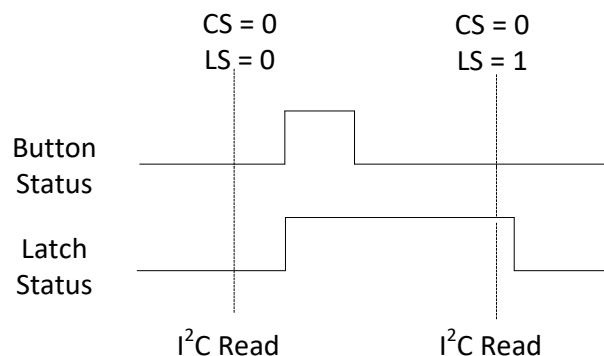 CS = 0
LS = 0
CS = 0
LS = 1
Button
Status
Latch
Status
I²C Read
I²C Read